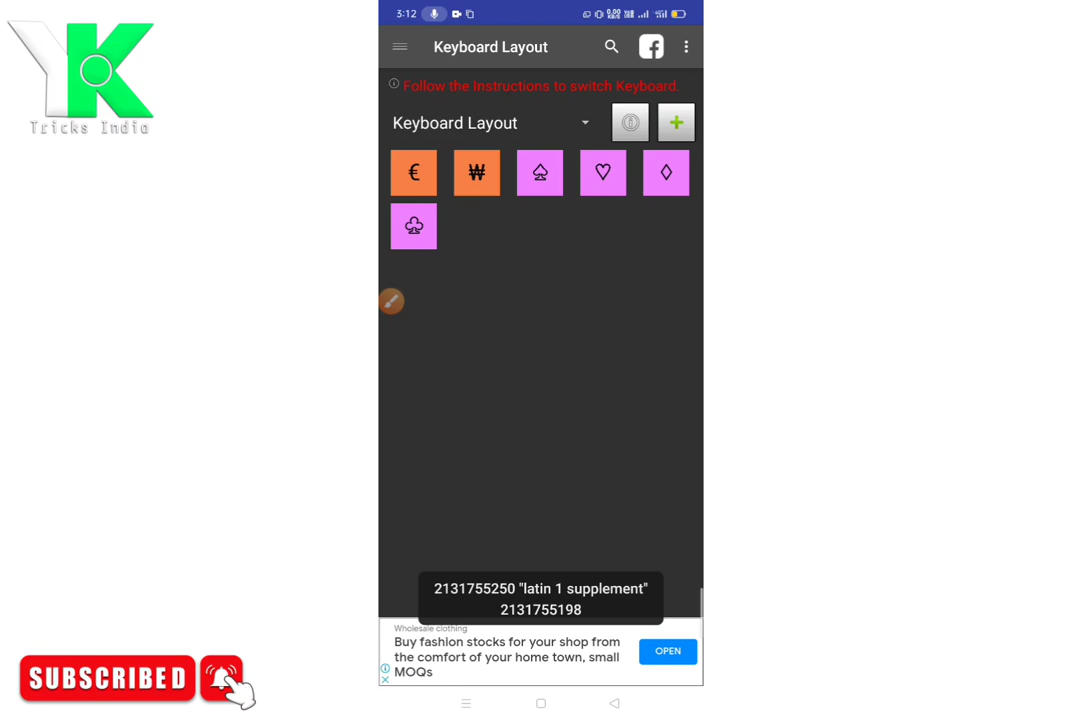 YK
Tricks India
3:12
Keyboard Layout
Follow the Instructions to switch Keyboard.
Keyboard Layout
€ ₩ ♤ ♡ ♢
♧
2131755250 "latin 1 supplement"
2131755198
Wholesale clothing
Buy fashion stocks for your shop from
the comfort of your home town, small
MOQs
OPEN
SUBSCRIBED